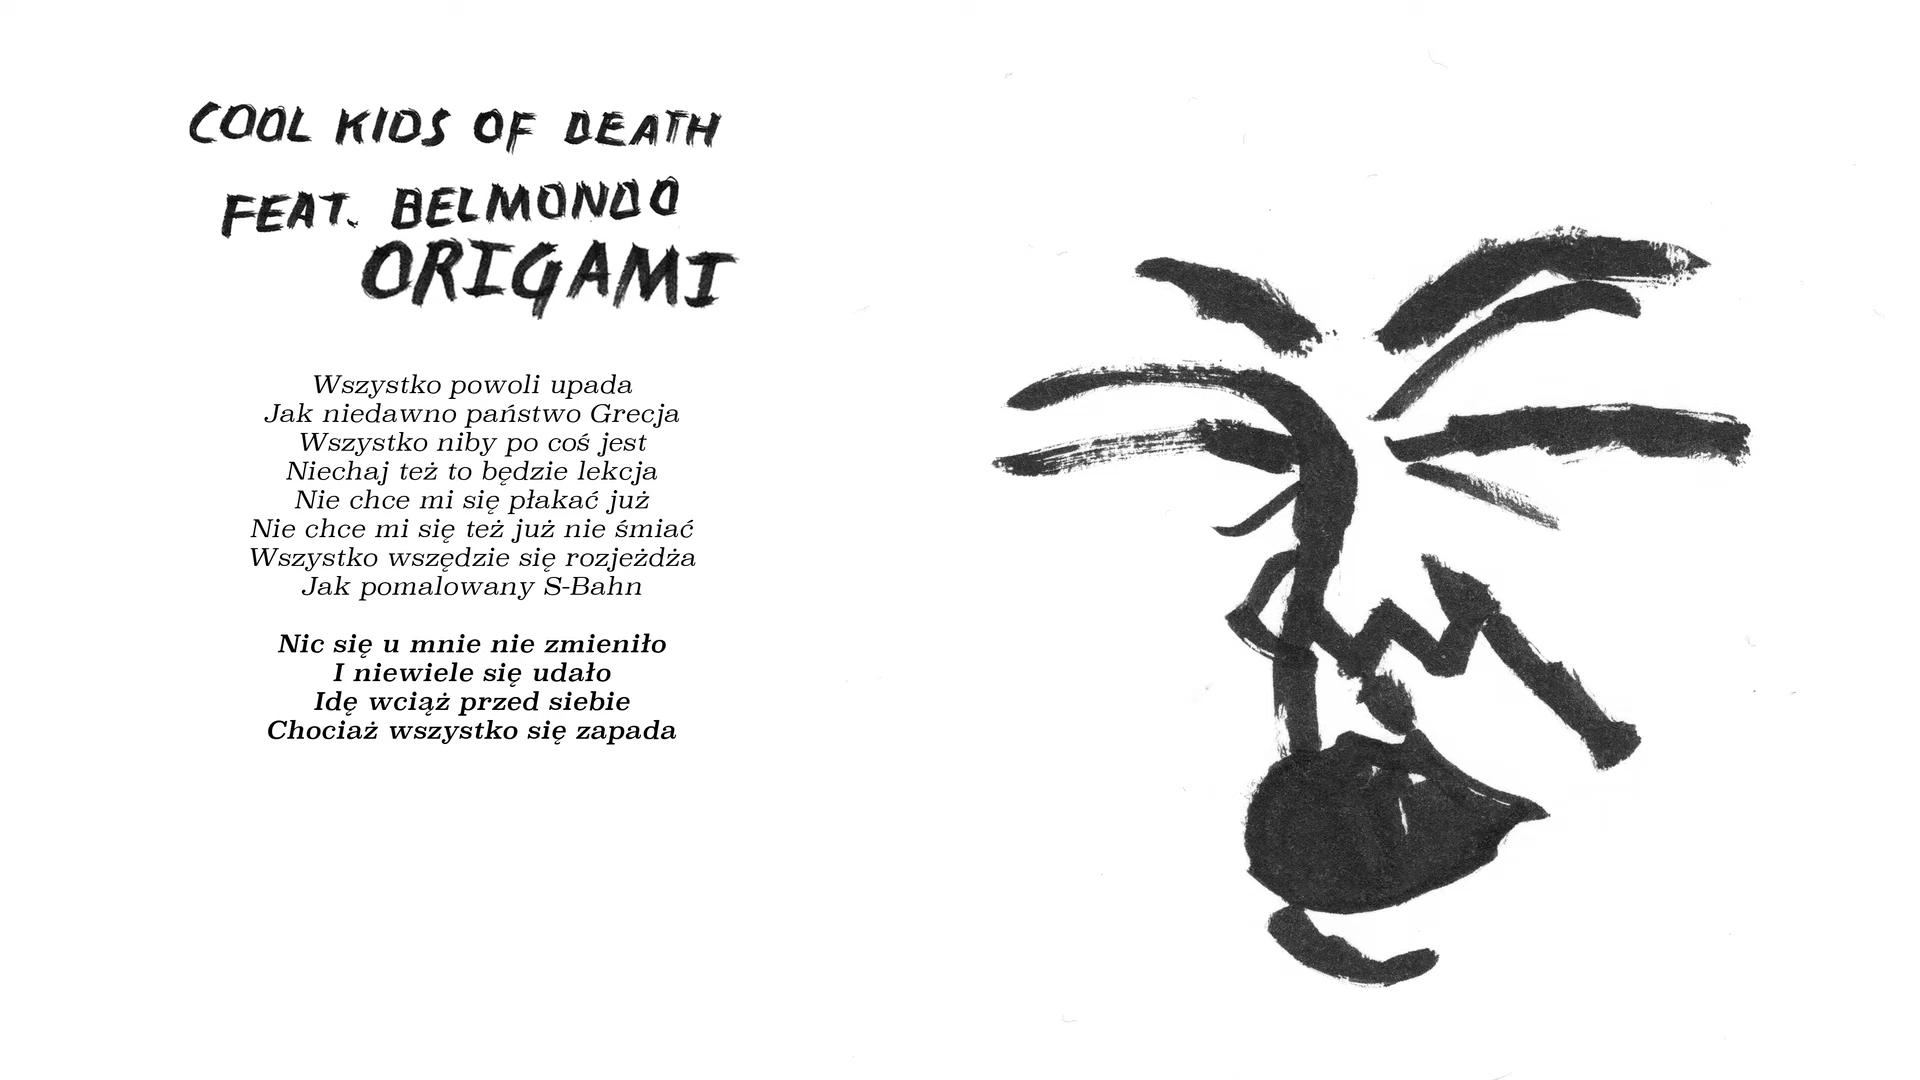 COOL KIDS OF DEATH
FEAT. BELMONDO
ORIGAMI
Wszystko powoli upada
Jak niedawno państwo Grecja
Wszystko niby po coś jest
Niechaj też to będzie lekcja
Nie chce mi się płakać już
Nie chce mi się też już nie śmiać
Wszystko wszędzie się rozjeżdża
Jak pomalowany S-Bahn
Nic się u mnie nie zmieniło
I niewiele się udało
Idę wciąż przed siebie
Chociaż wszystko się zapada